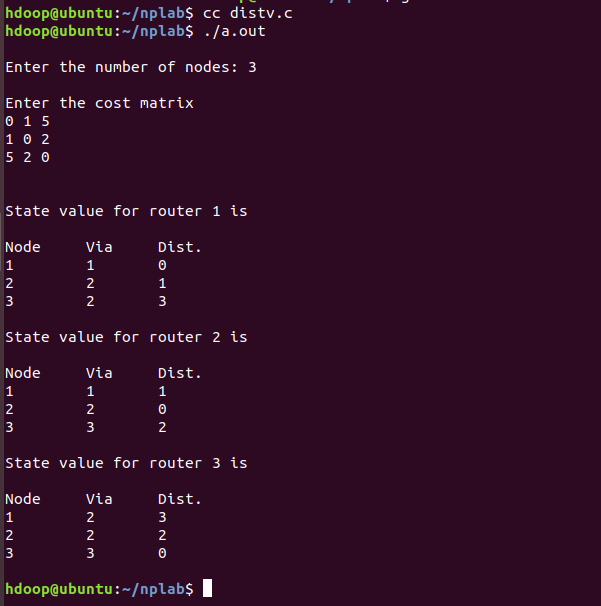 hdoop@ubuntu:~/nplab$ cc distv.c
hdoop@ubuntu:~/nplab$ ./a.out
Enter the number of nodes: 3
Enter the cost matrix
0 1 5
1 0 2
5 2 0
State value for router 1 is
Node Via Dist.
1 1 0
2 2 1
3 2 3
State value for router 2 is
Node Via Dist.
1 1 1
2 2 0
3 3 2
State value for router 3 is
Node Via Dist.
1 2 3
2 2 2
3 3 0
hdoop@ubuntu:~/nplab$